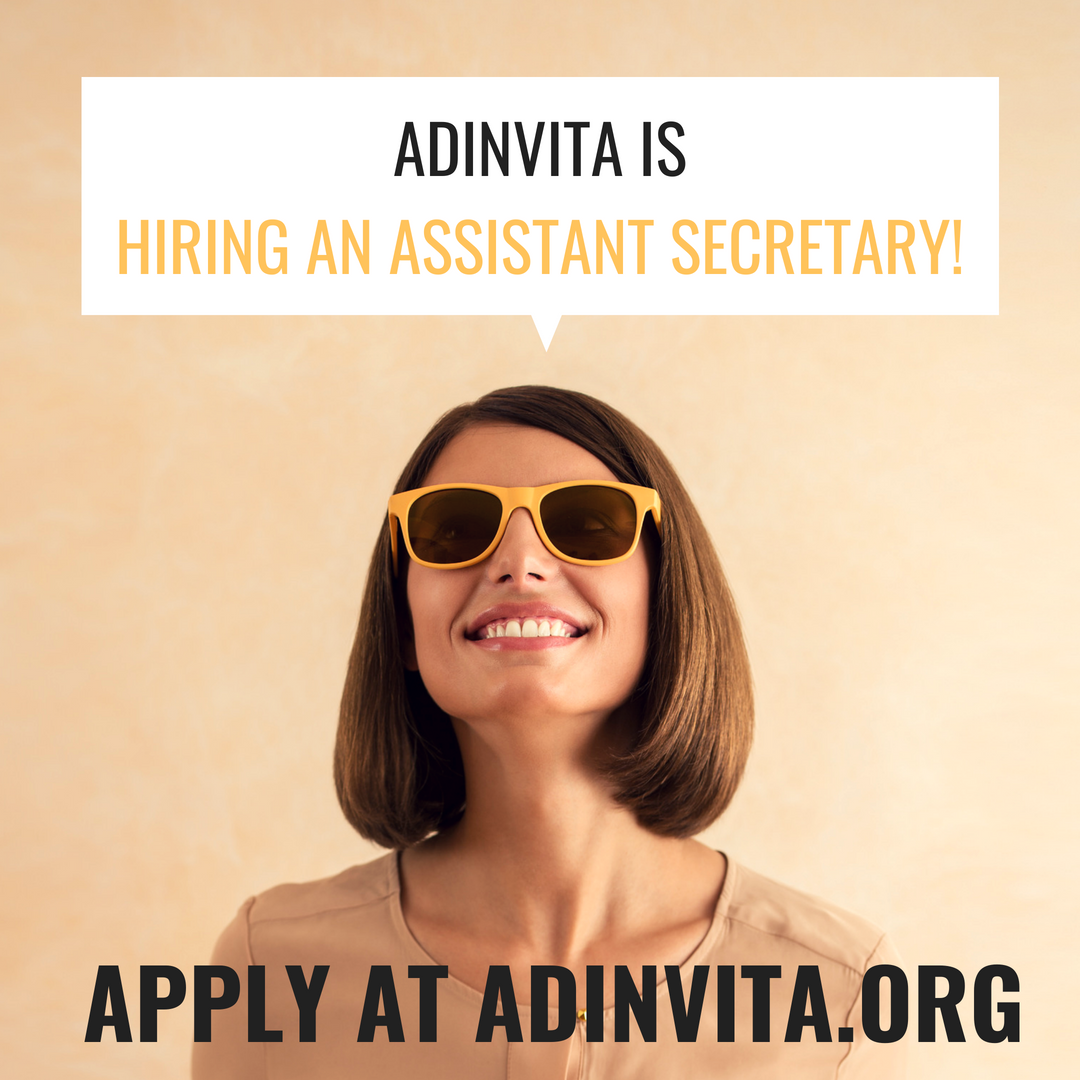 ADINVITA IS
HIRING AN ASSISTANT SECRETARY!
APPLY AT ADINVITA.ORG